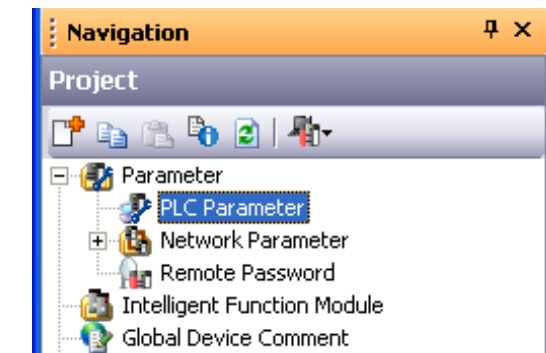 Navigation
Project
Parameter
PLC Parameter
Network Parameter
Remote Password
Intelligent Function Module
Global Device Comment